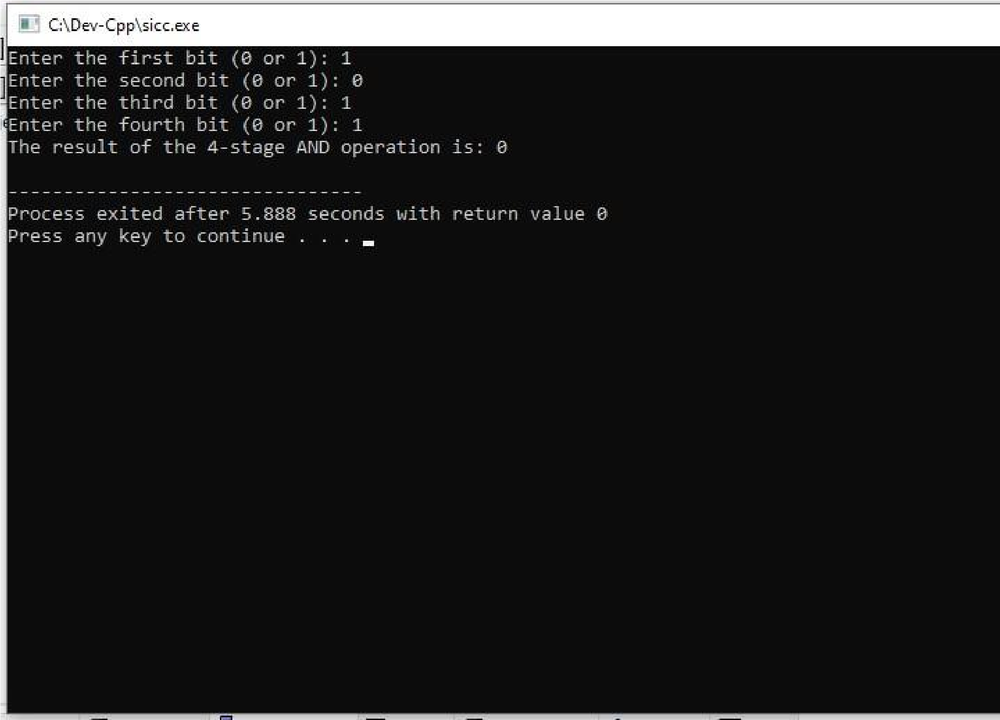 C:\Dev-Cpp\sicc.exe
Enter the first bit (0 or 1): 1
Enter the second bit (0 or 1): 0
Enter the third bit (0 or 1): 1
Enter the fourth bit (0 or 1): 1
The result of the 4-stage AND operation is: 0
---------------------------------
Process exited after 5.888 seconds with return value 0
Press any key to continue . . .